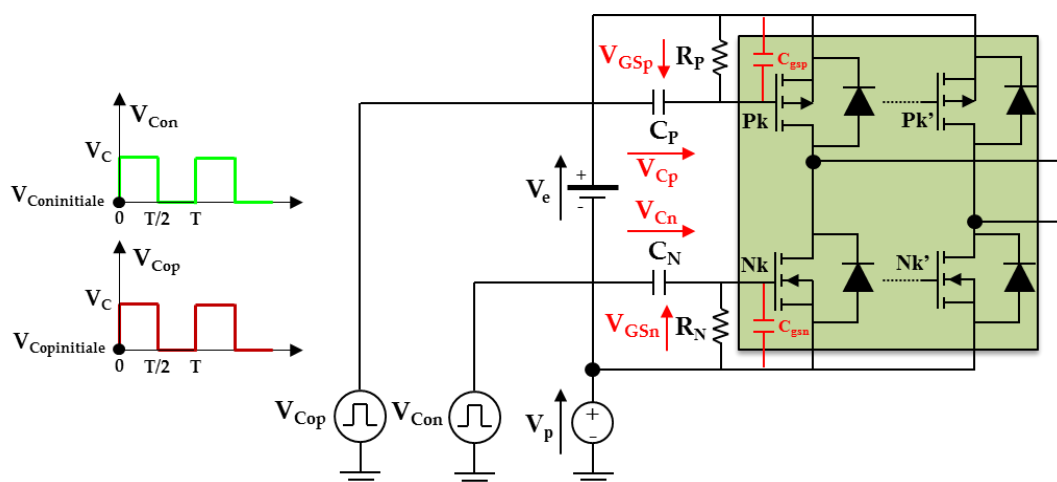 V_Con
V_C
V_Coninitiale
0 T/2 T
V_Cop
V_C
V_Copinitiale
0 T/2 T
V_Cop
V_Con
V_p
+
-
V_e
+
-
V_GSp
R_P
C_P
V_Cp
V_Cn
C_N
V_GSn
R_N
C_gsp
Pk
Pk'
Nk
Nk'
C_gsn